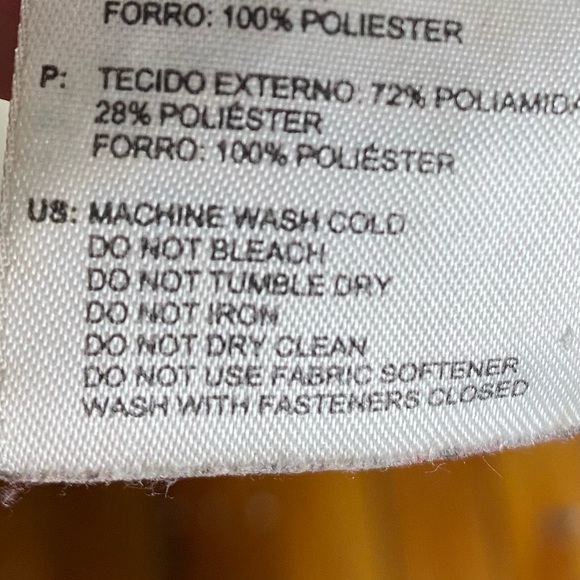 FORRO: 100% POLIESTER
P: TECIDO EXTERNO: 72% POLIAMIDA
28% POLIÉSTER
FORRO: 100% POLIÉSTER
US: MACHINE WASH COLD
DO NOT BLEACH
DO NOT TUMBLE DRY
DO NOT IRON
DO NOT DRY CLEAN
DO NOT USE FABRIC SOFTENER
WASH WITH FASTENERS CLOSED